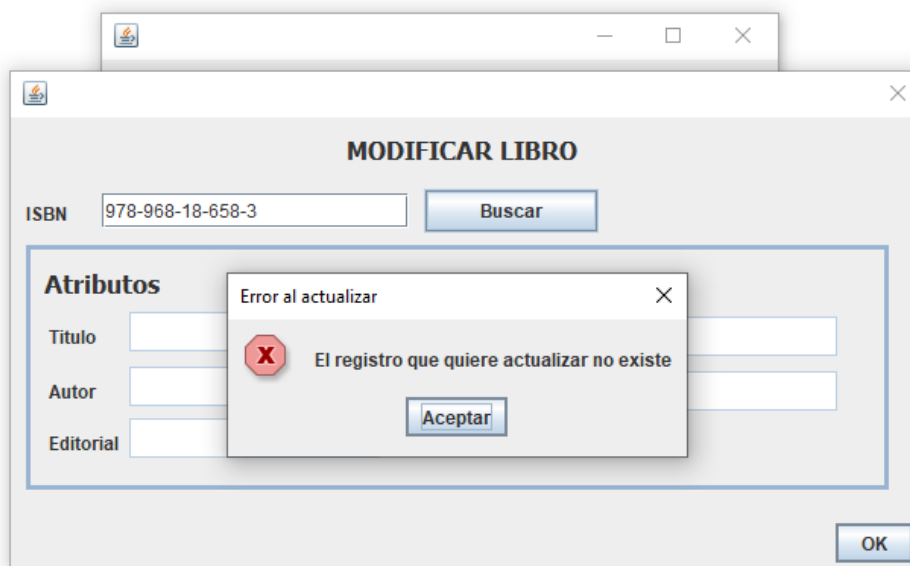 MODIFICAR LIBRO
ISBN 978-968-18-658-3 Buscar
Atributos
Error al actualizar
Titulo
El registro que quiere actualizar no existe
Autor
Aceptar
Editorial
OK